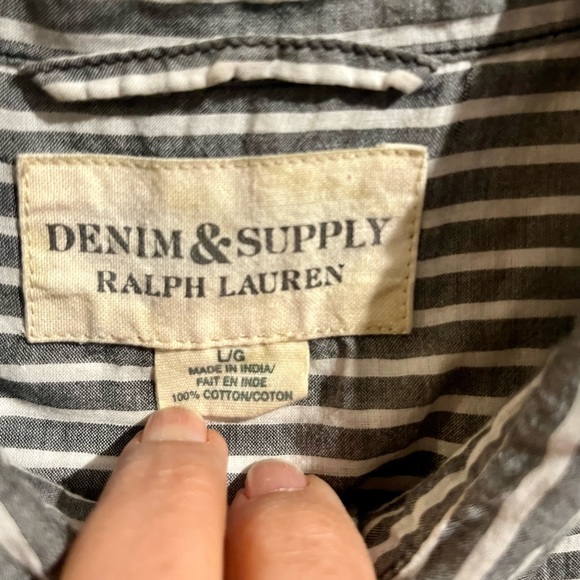 DENIM & SUPPLY
RALPH LAUREN
L/G
MADE IN INDIA/
FAIT EN INDE
100% COTTON/COTON